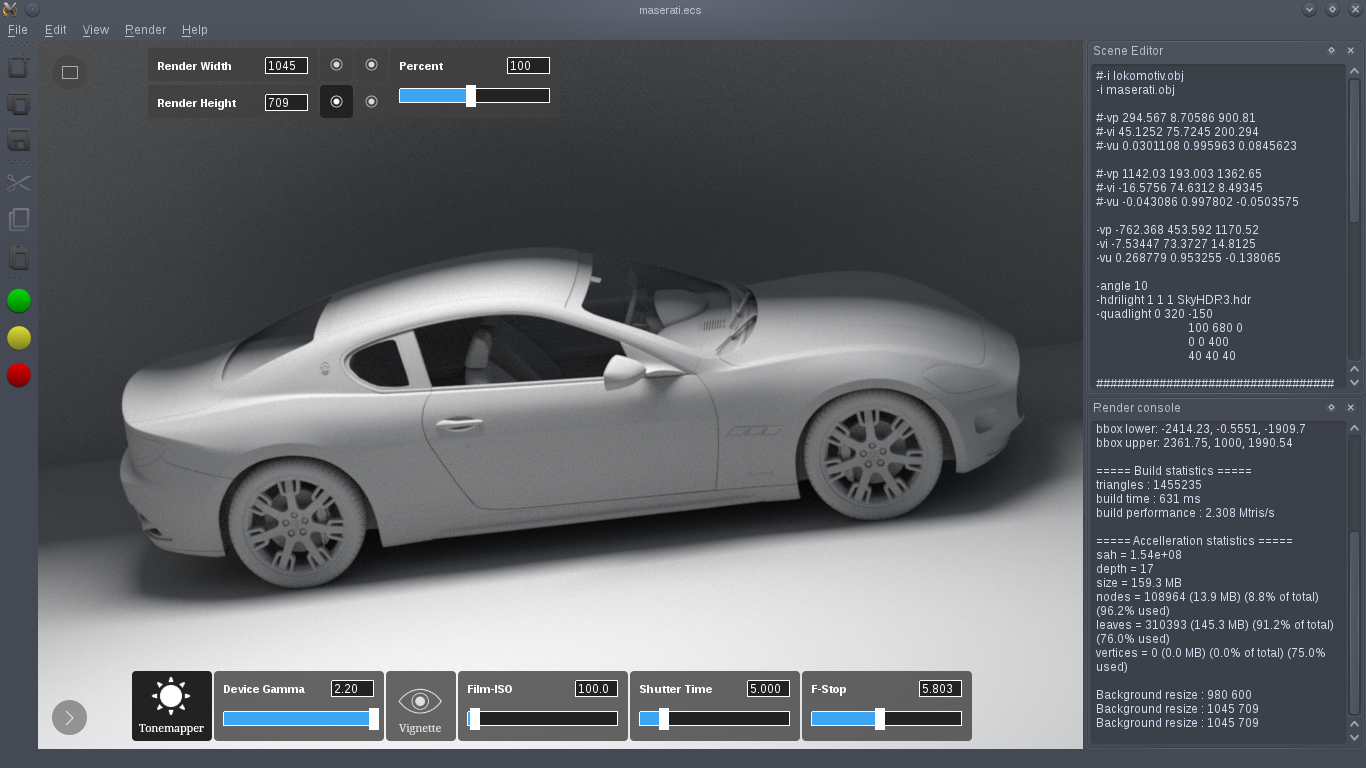 maserati.ecs
File Edit View Render Help
Render Width 1045
Percent 100
Render Height 709
Tonemapper
Device Gamma 2.20
Vignette
Film-ISO 100.0
Shutter Time 5.000
F-Stop 5.803
Scene Editor
#-i lokomotiv.obj
-i maserati.obj
#-vp 294.567 8.70586 900.81
#-vi 45.1252 75.7245 200.294
#-vu 0.0301108 0.995963 0.0845623
#-vp 1142.03 193.003 1362.65
#-vi -16.5756 74.6312 8.49345
#-vu -0.043086 0.997802 -0.0503575
-vp -762.368 453.592 1170.52
-vi -7.53447 73.3727 14.8125
-vu 0.268779 0.953255 -0.138065
-angle 10
-hdrilight 1 1 1 SkyHDR3.hdr
-quadlight 0 320 -150
100 680 0
0 0 400
40 40 40
##################################
Render console
bbox lower: -2414.23, -0.5551, -1909.7
bbox upper: 2361.75, 1000, 1990.54
===== Build statistics =====
triangles : 1455235
build time : 631 ms
build performance : 2.308 Mtris/s
===== Accelleration statistics =====
sah = 1.54e+08
depth = 17
size = 159.3 MB
nodes = 108964 (13.9 MB) (8.8% of total)
(96.2% used)
leaves = 310393 (145.3 MB) (91.2% of total)
(76.0% used)
vertices = 0 (0.0 MB) (0.0% of total) (75.0%
used)
Background resize : 980 600
Background resize : 1045 709
Background resize : 1045 709